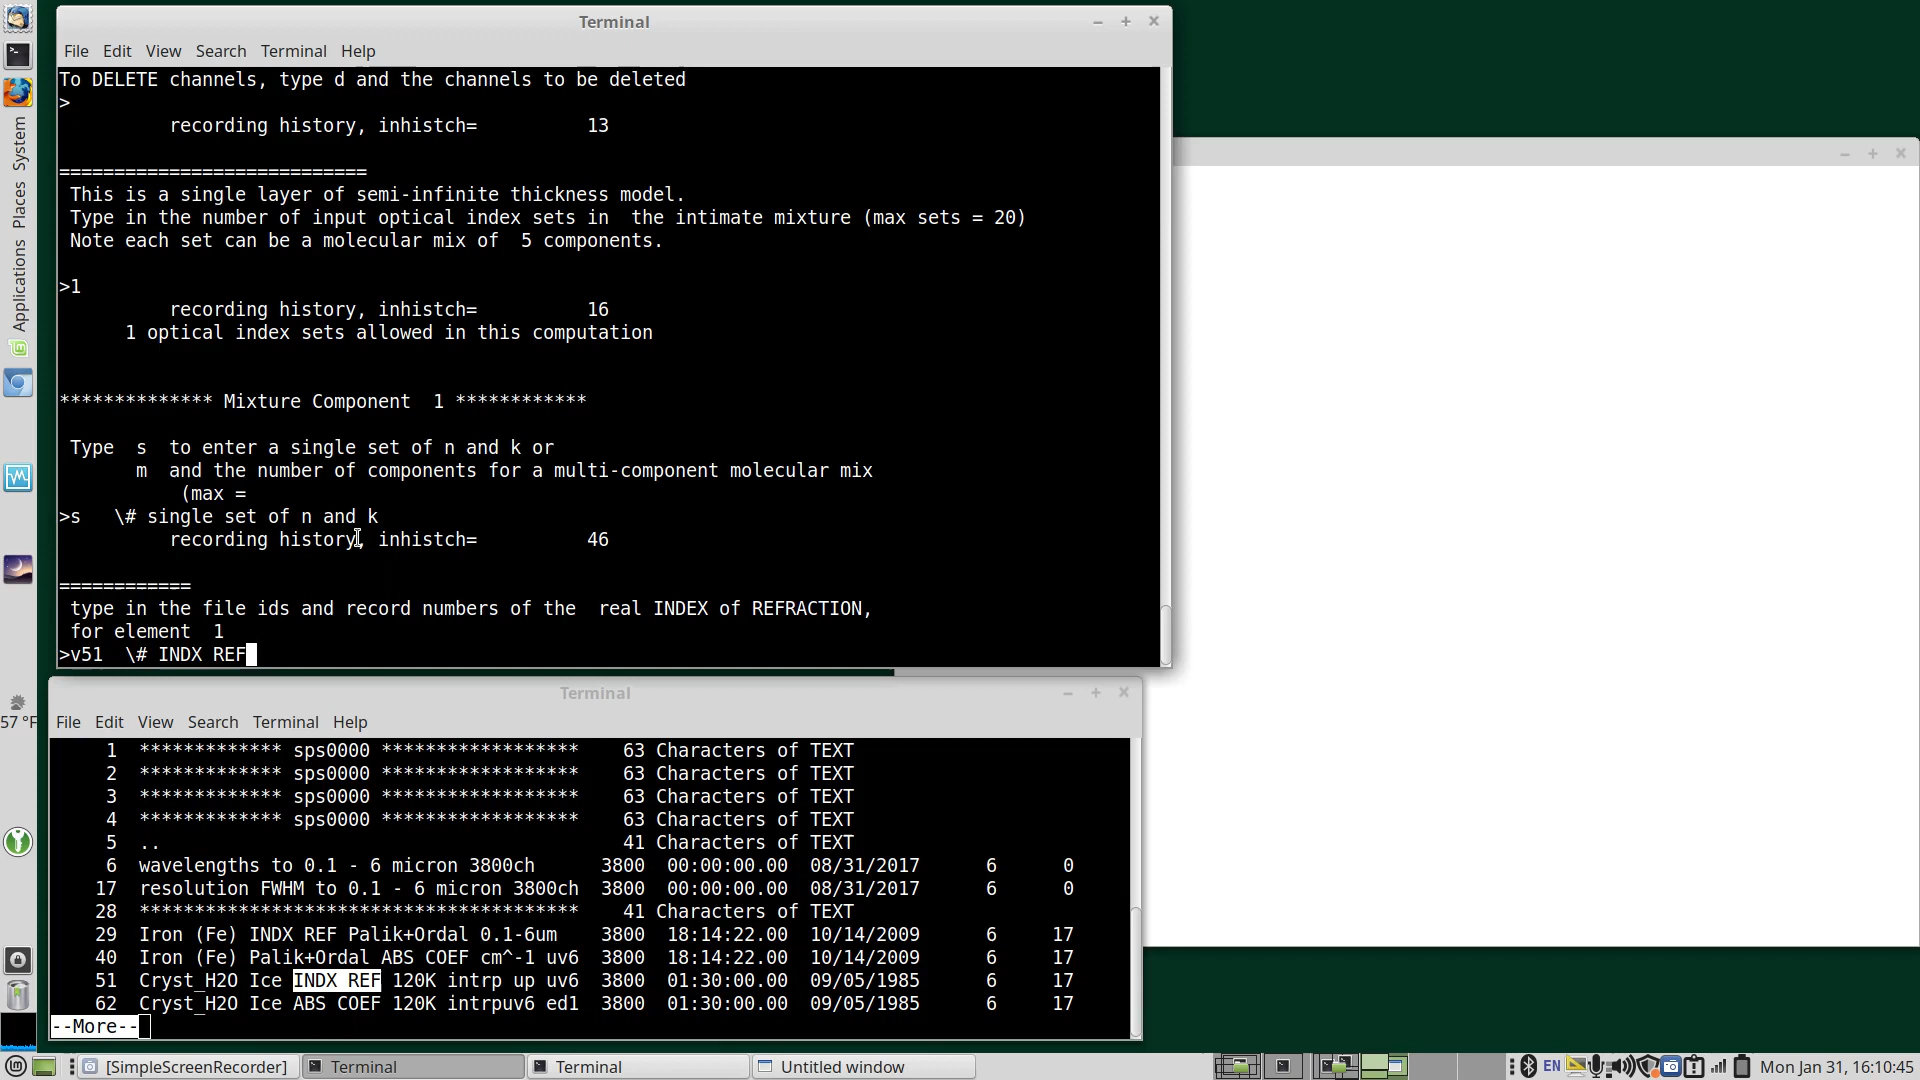 Terminal
File Edit View Search Terminal Help
To DELETE channels, type d and the channels to be deleted
>
recording history, inhistch= 13
============================
This is a single layer of semi-infinite thickness model.
Type in the number of input optical index sets in  the intimate mixture (max sets = 20)
Note each set can be a molecular mix of  5 components.
>1
recording history, inhistch= 16
1 optical index sets allowed in this computation
************** Mixture Component  1 ************
Type  s  to enter a single set of n and k or
m  and the number of components for a multi-component molecular mix
(max =
>s   \# single set of n and k
recording history, inhistch= 46
============
type in the file ids and record numbers of the  real INDEX of REFRACTION,
for element  1
>v51  \# INDX REF
Terminal
File Edit View Search Terminal Help
1  ************* sps0000 ******************    63 Characters of TEXT
2  ************* sps0000 ******************    63 Characters of TEXT
3  ************* sps0000 ******************    63 Characters of TEXT
4  ************* sps0000 ******************    63 Characters of TEXT
5  ..    41 Characters of TEXT
6  wavelengths to 0.1 - 6 micron 3800ch  3800  00:00:00.00  08/31/2017  6  0
17  resolution FWHM to 0.1 - 6 micron 3800ch  3800  00:00:00.00  08/31/2017  6  0
28  ****************************************    41 Characters of TEXT
29  Iron (Fe) INDX REF Palik+Ordal 0.1-6um  3800  18:14:22.00  10/14/2009  6  17
40  Iron (Fe) Palik+Ordal ABS COEF cm^-1 uv6  3800  18:14:22.00  10/14/2009  6  17
51  Cryst_H2O Ice INDX REF 120K intrp up uv6  3800  01:30:00.00  09/05/1985  6  17
62  Cryst_H2O Ice ABS COEF 120K intrpuv6 ed1  3800  01:30:00.00  09/05/1985  6  17
--More--
System
Places
Applications
57 °F
[SimpleScreenRecorder]
Terminal
Terminal
Untitled window
EN
Mon Jan 31, 16:10:45